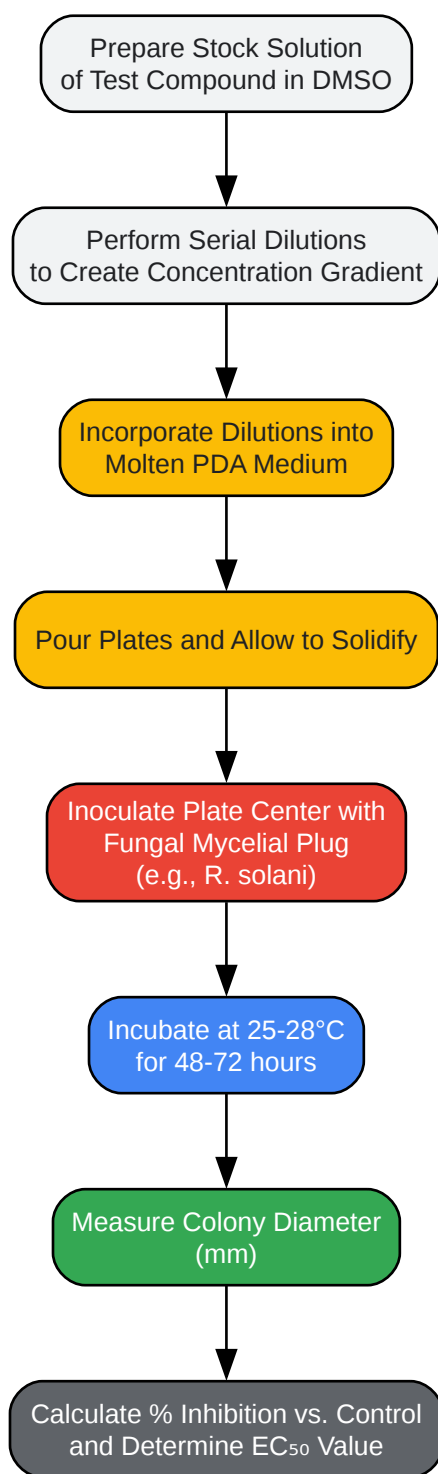 Prepare Stock Solution
of Test Compound in DMSO
Perform Serial Dilutions
to Create Concentration Gradient
Incorporate Dilutions into
Molten PDA Medium
Pour Plates and Allow to Solidify
Inoculate Plate Center with
Fungal Mycelial Plug
(e.g., R. solani)
Incubate at 25-28°C
for 48-72 hours
Measure Colony Diameter
(mm)
Calculate % Inhibition vs. Control
and Determine EC₅₀ Value